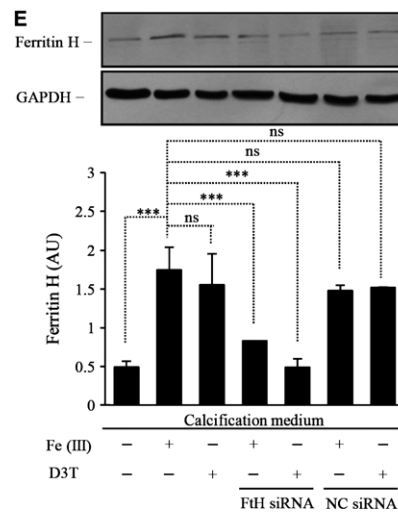 E
Ferritin H –
GAPDH –
ns
ns
***
*** ***
ns
3
2.5
2
1.5
1
0.5
0
Ferritin H (AU)
Calcification medium
Fe (III) – + – + – + –
D3T – – + – + – +
FtH siRNA NC siRNA